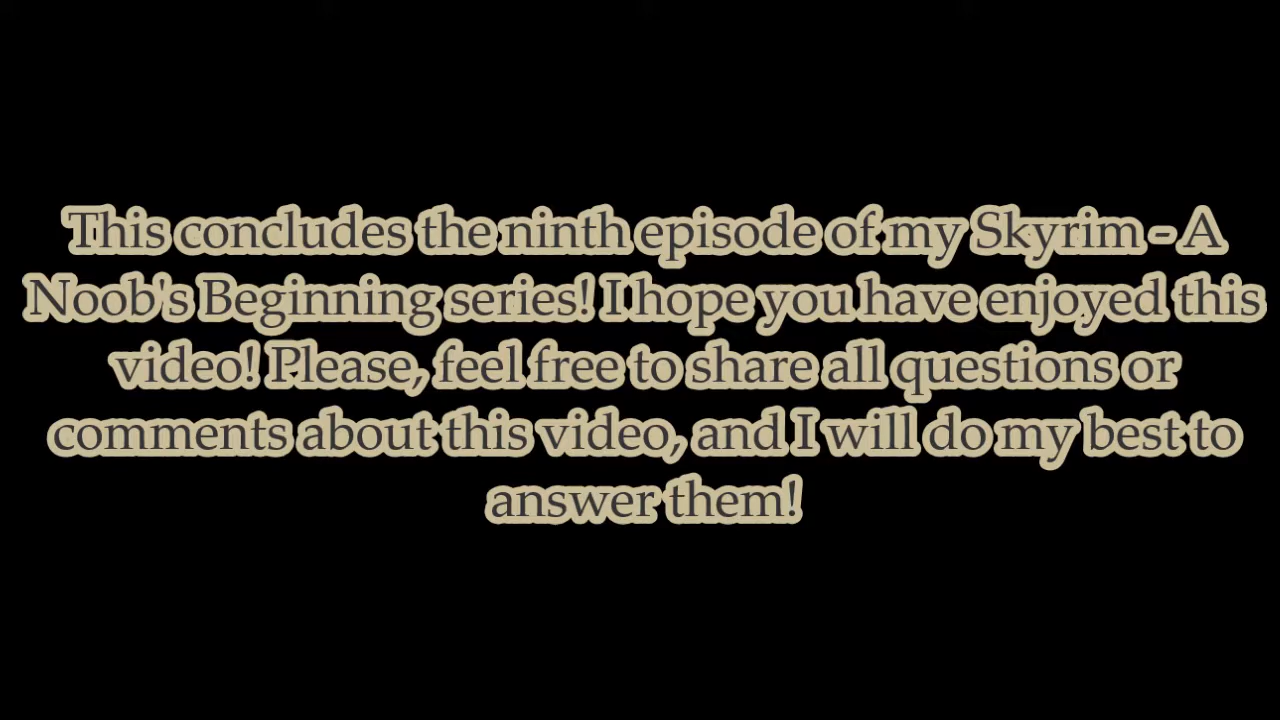 This concludes the ninth episode of my Skyrim - A
Noob's Beginning series! I hope you have enjoyed this
video! Please, feel free to share all questions or
comments about this video, and I will do my best to
answer them!